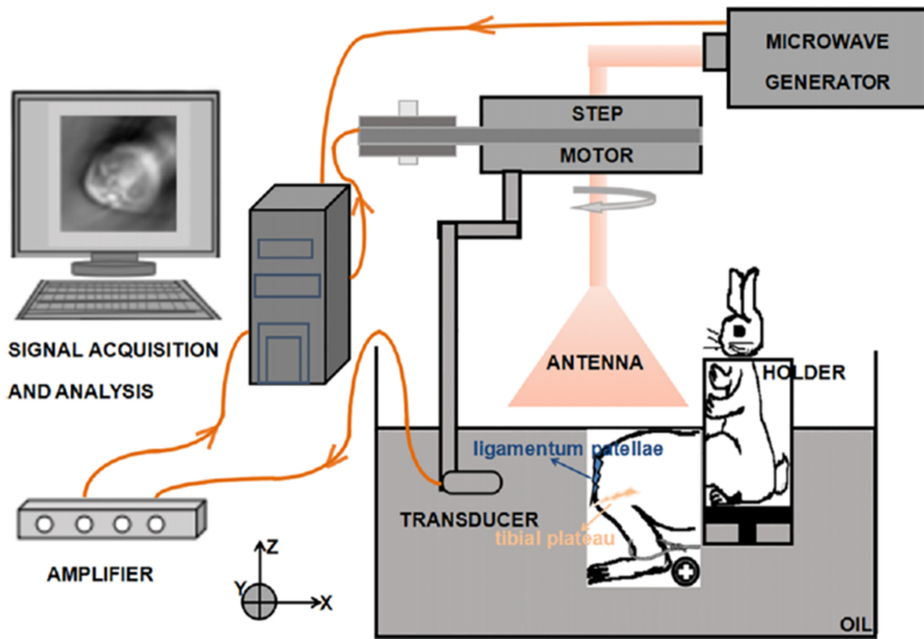 MICROWAVE
GENERATOR
STEP
MOTOR
SIGNAL ACQUISITION
AND ANALYSIS
ANTENNA
HOLDER
ligamentum patellae
TRANSDUCER
tibial plateau
AMPLIFIER
Z
Y
X
OIL